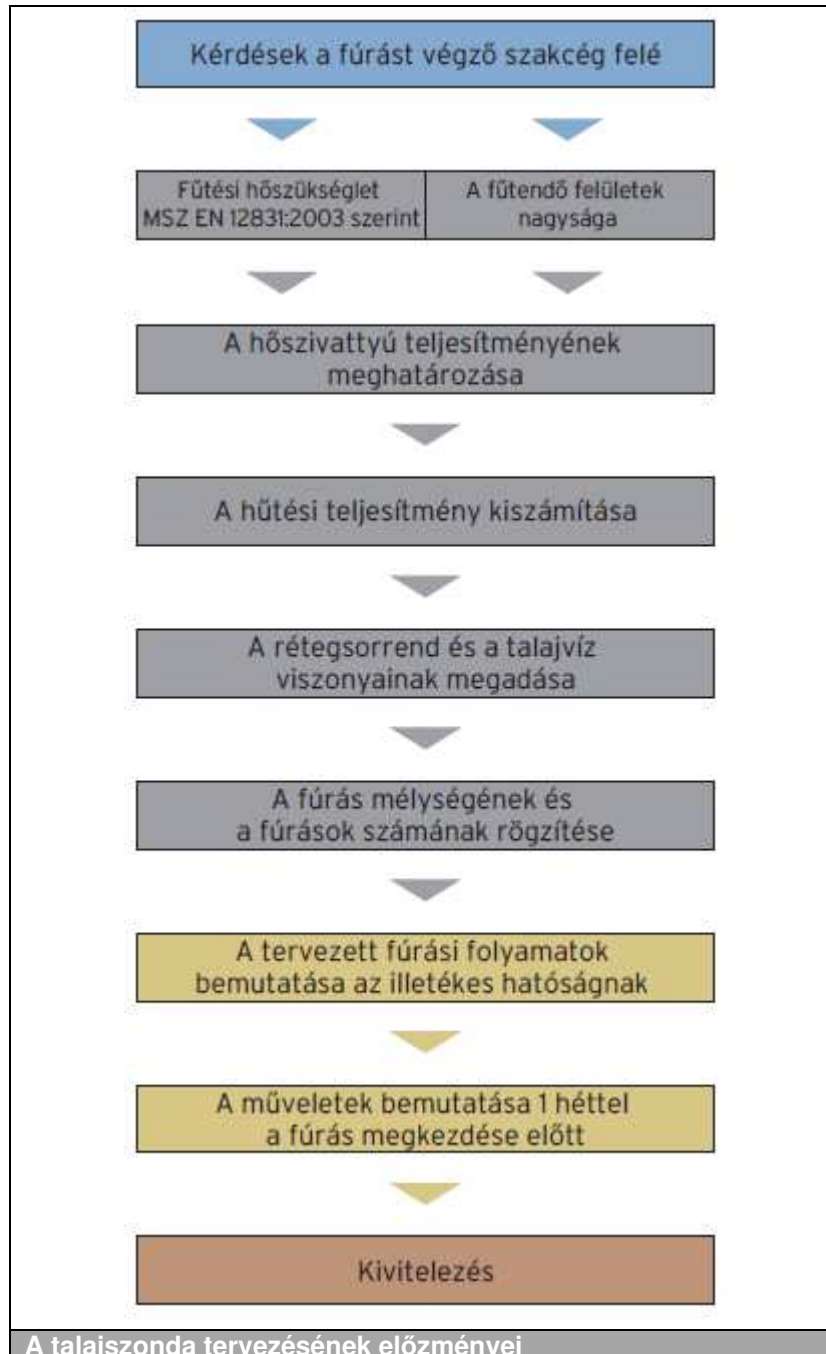 Kérdések a fúrást végző szakcég felé
Fűtési hőszükséglet
MSZ EN 12831:2003 szerint
A fűtendő felületek
nagysága
A hőszivattyú teljesítményének
meghatározása
A hűtési teljesítmény kiszámítása
A rétegsorrend és a talajvíz
viszonyainak megadása
A fúrás mélységének és
a fúrások számának rögzítése
A tervezett fúrási folyamatok
bemutatása az illetékes hatóságnak
A műveletek bemutatása 1 héttel
a fúrás megkezdése előtt
Kivitelezés
A talajszonda tervezésének előzményei